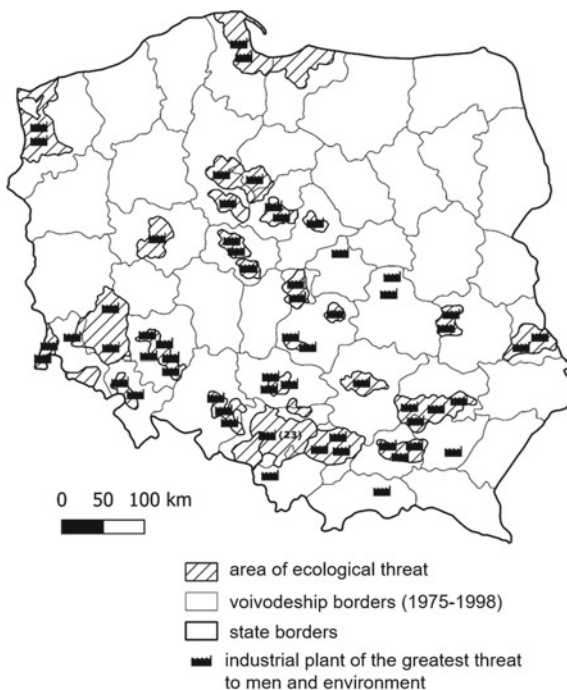 (23)
0 50 100 km
area of ecological threat
voivodeship borders (1975-1998)
state borders
industrial plant of the greatest threat
to men and environment